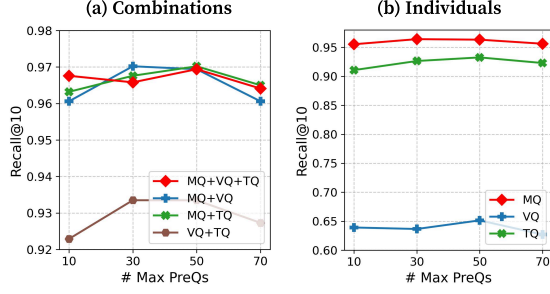 (a) Combinations
0.98
0.97
0.96
0.94
0.93
0.92
Recall@10
10
30
50
70
# Max PreQs
MQ+VQ+TQ
MQ+VQ
MQ+TQ
VQ+TQ
(b) Individuals
0.95
0.90
0.85
0.80
0.75
0.70
0.65
0.60
Recall@10
10
30
50
70
# Max PreQs
MQ
VQ
TQ